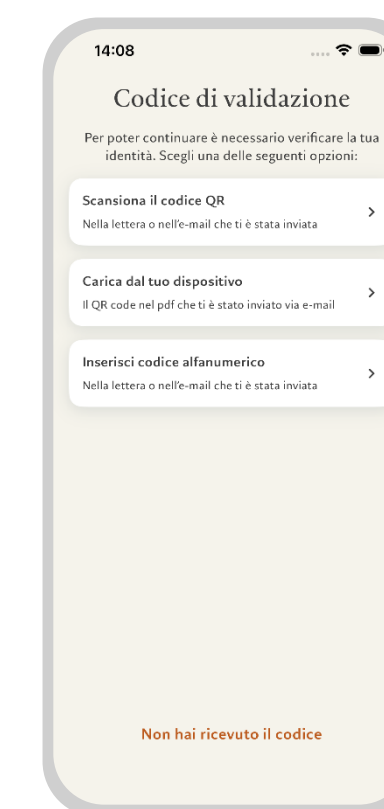 14:08
Codice di validazione
Per poter continuare è necessario verificare la tua
identità. Scegli una delle seguenti opzioni:
Scansiona il codice QR
Nella lettera o nell'e-mail che ti è stata inviata
Carica dal tuo dispositivo
Il QR code nel pdf che ti è stato inviato via e-mail
Inserisci codice alfanumerico
Nella lettera o nell'e-mail che ti è stata inviata
Non hai ricevuto il codice